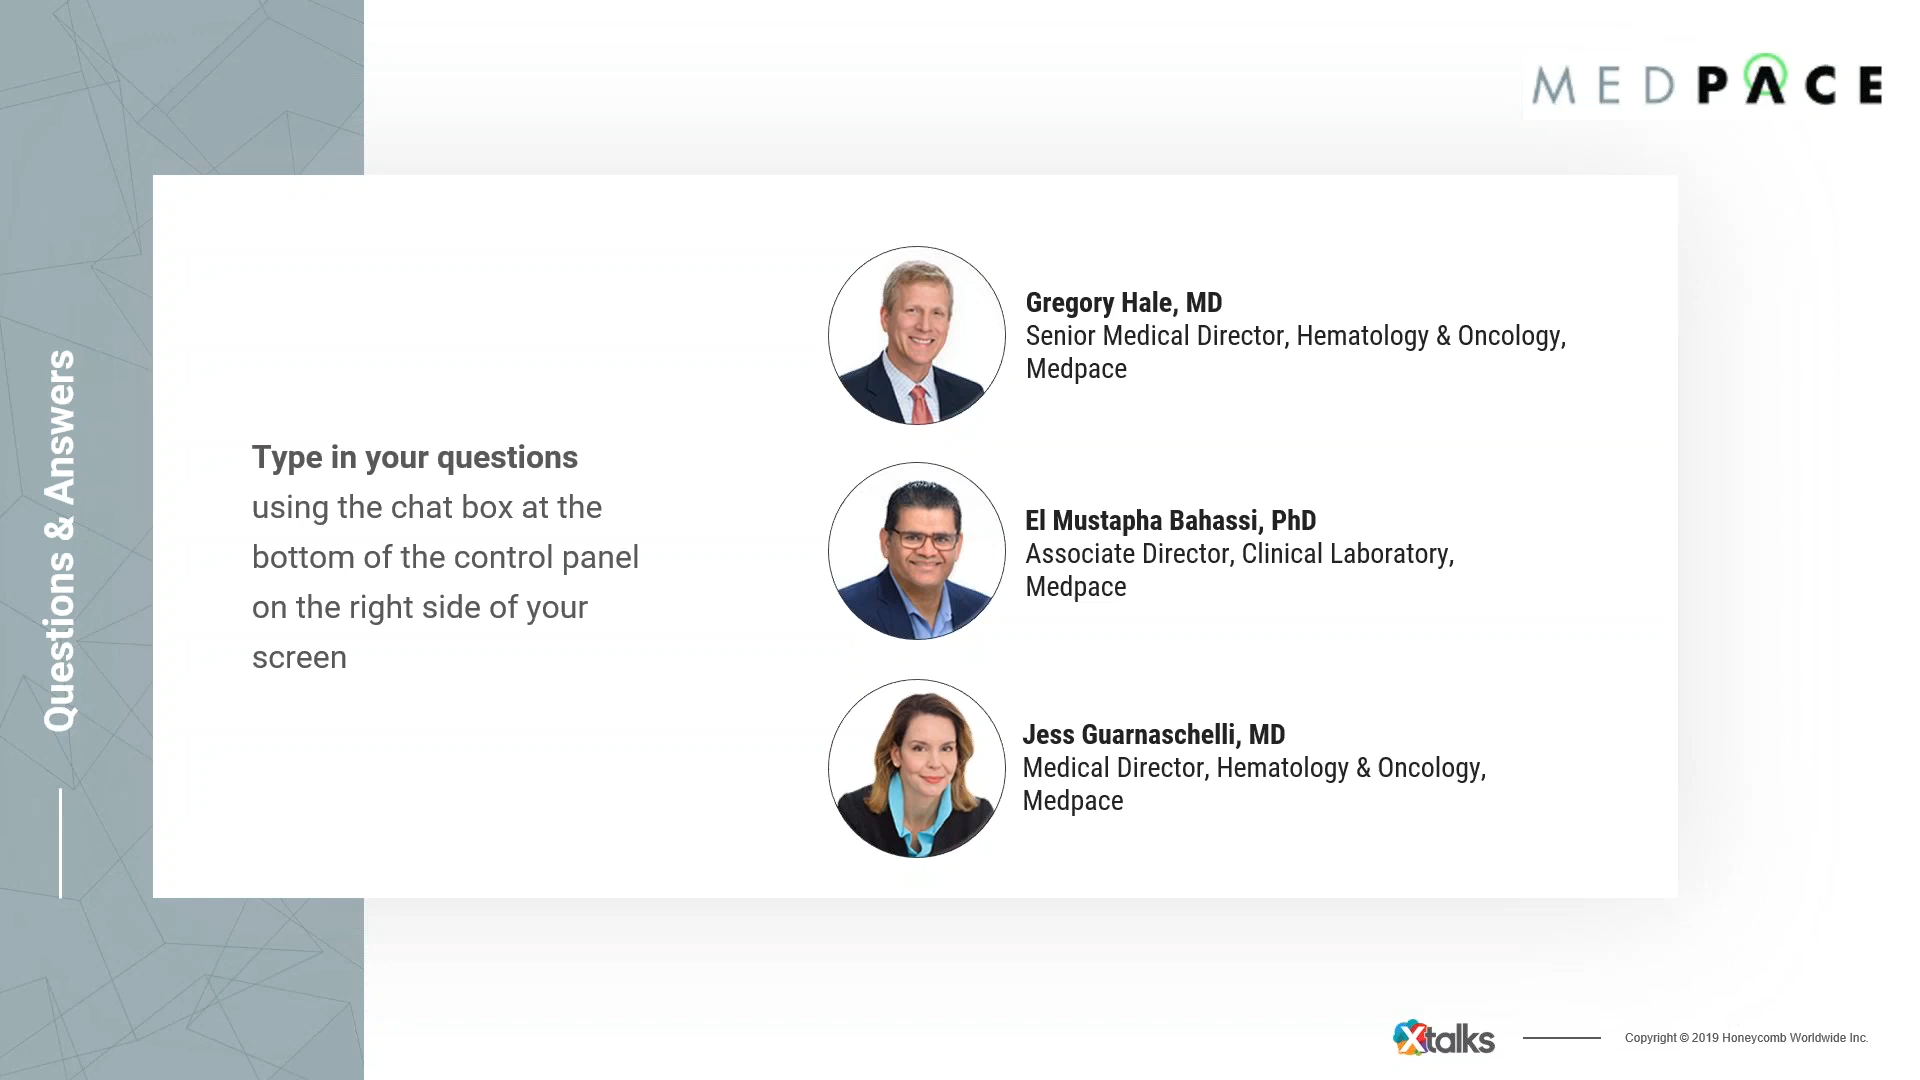 MEDPACE
Questions & Answers
Type in your questions
using the chat box at the
bottom of the control panel
on the right side of your
screen
Gregory Hale, MD
Senior Medical Director, Hematology & Oncology,
Medpace
El Mustapha Bahassi, PhD
Associate Director, Clinical Laboratory,
Medpace
Jess Guarnaschelli, MD
Medical Director, Hematology & Oncology,
Medpace
Xtalks
Copyright © 2019 Honeycomb Worldwide Inc.